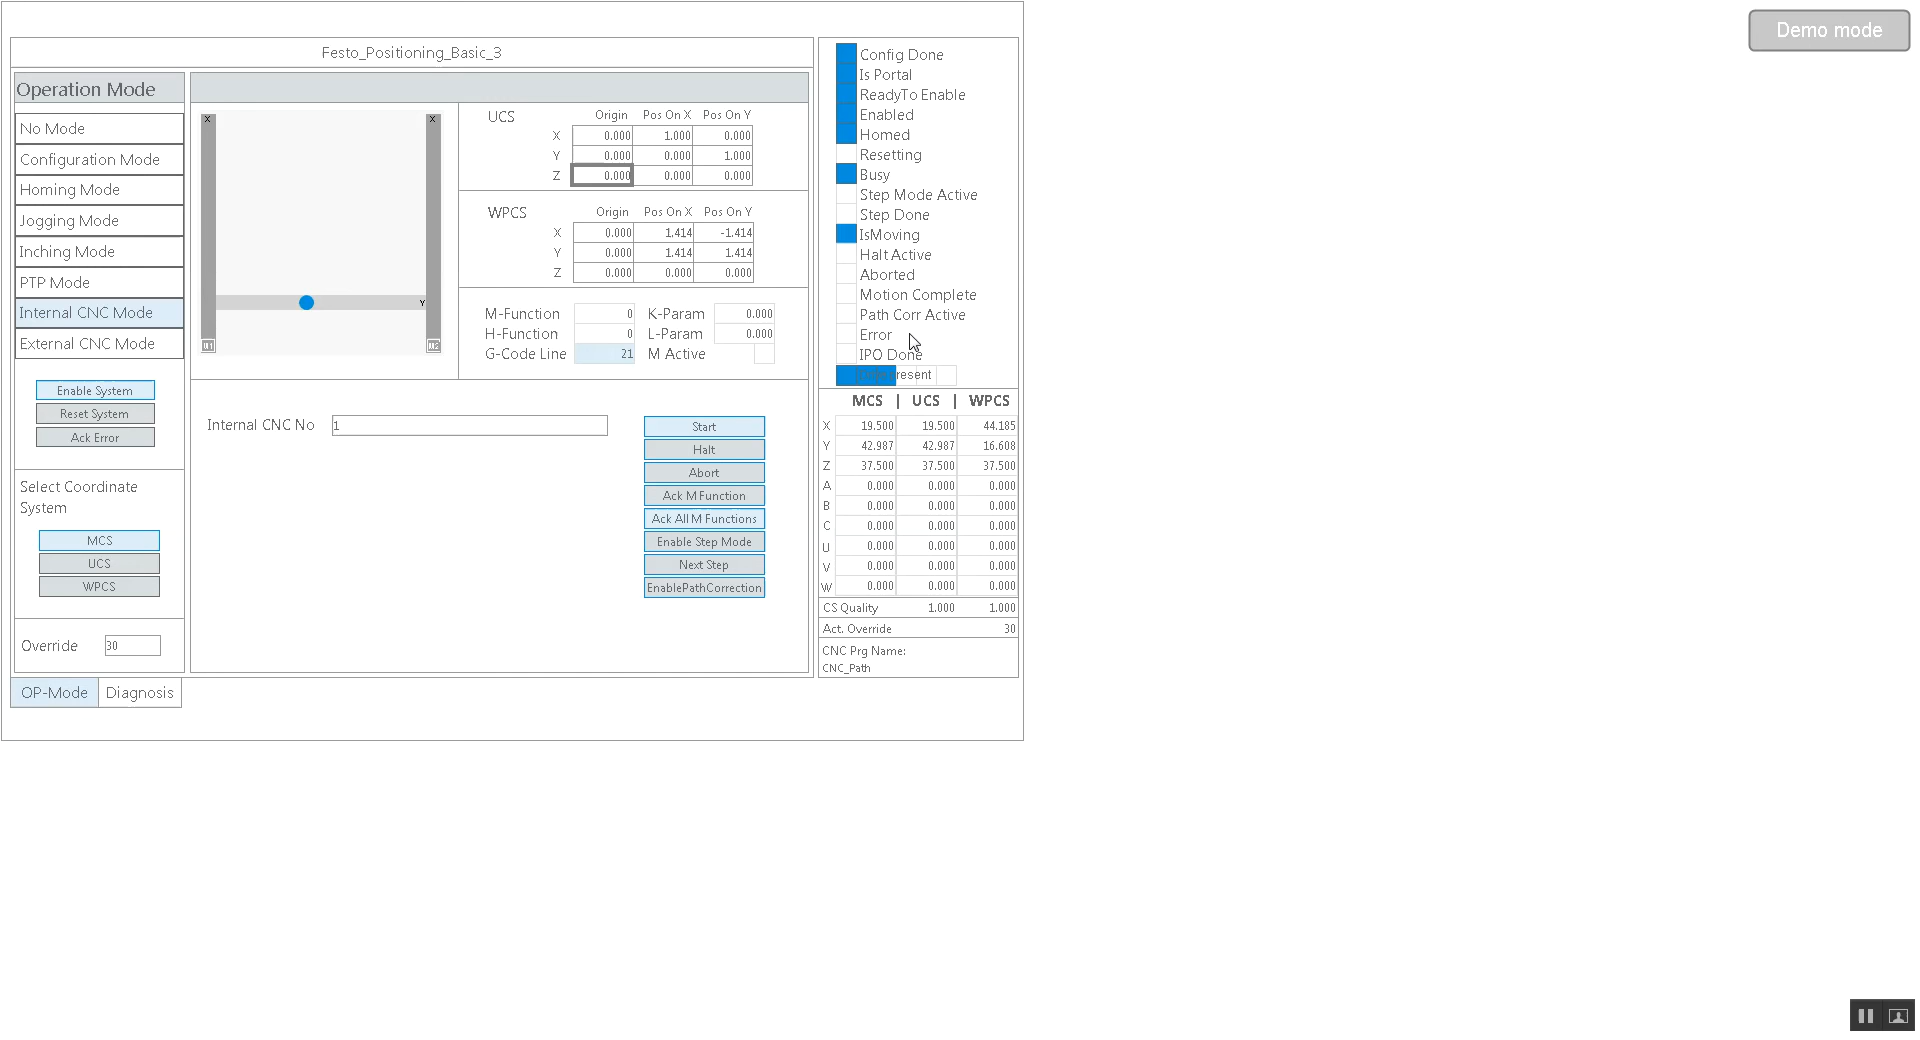 Demo mode
Festo_Positioning_Basic_3
Operation Mode
No Mode
Configuration Mode
Homing Mode
Jogging Mode
Inching Mode
PTP Mode
Internal CNC Mode
External CNC Mode
Enable System
Reset System
Ack Error
Select Coordinate
System
MCS
UCS
WPCS
Override 30
OP-Mode Diagnosis
X X
Y
UCS Origin Pos On X Pos On Y
X 0.000 1.000 0.000
Y 0.000 0.000 1.000
Z 0.000 0.000 0.000
WPCS Origin Pos On X Pos On Y
X 0.000 1.414 -1.414
Y 0.000 1.414 1.414
Z 0.000 0.000 0.000
M-Function 0 K-Param 0.000
H-Function 0 L-Param 0.000
G-Code Line 21 M Active
Internal CNC No 1
Start
Halt
Abort
Ack M Function
Ack All M Functions
Enable Step Mode
Next Step
EnablePathCorrection
Config Done
Is Portal
ReadyTo Enable
Enabled
Homed
Resetting
Busy
Step Mode Active
Step Done
IsMoving
Halt Active
Aborted
Motion Complete
Path Corr Active
Error
IPO Done
MCS | UCS | WPCS
X 19.500 19.500 44.185
Y 42.987 42.987 16.608
Z 37.500 37.500 37.500
A 0.000 0.000 0.000
B 0.000 0.000 0.000
C 0.000 0.000 0.000
U 0.000 0.000 0.000
V 0.000 0.000 0.000
W 0.000 0.000 0.000
CS Quality 1.000 1.000
Act. Override 30
CNC Prg Name:
CNC_Path